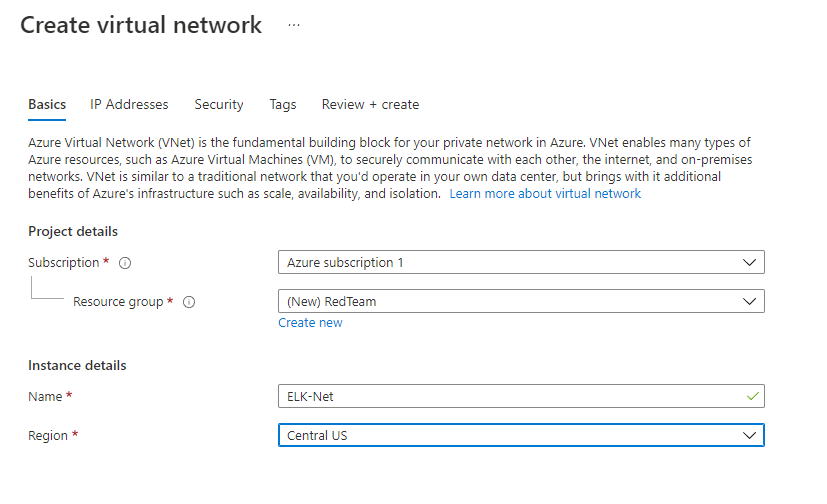 Create virtual network ...
Basics IP Addresses Security Tags Review + create
Azure Virtual Network (VNet) is the fundamental building block for your private network in Azure. VNet enables many types of
Azure resources, such as Azure Virtual Machines (VM), to securely communicate with each other, the internet, and on-premises
networks. VNet is similar to a traditional network that you'd operate in your own data center, but brings with it additional
benefits of Azure's infrastructure such as scale, availability, and isolation. Learn more about virtual network
Project details
Subscription * Azure subscription 1
Resource group * (New) RedTeam
Create new
Instance details
Name * ELK-Net
Region * Central US